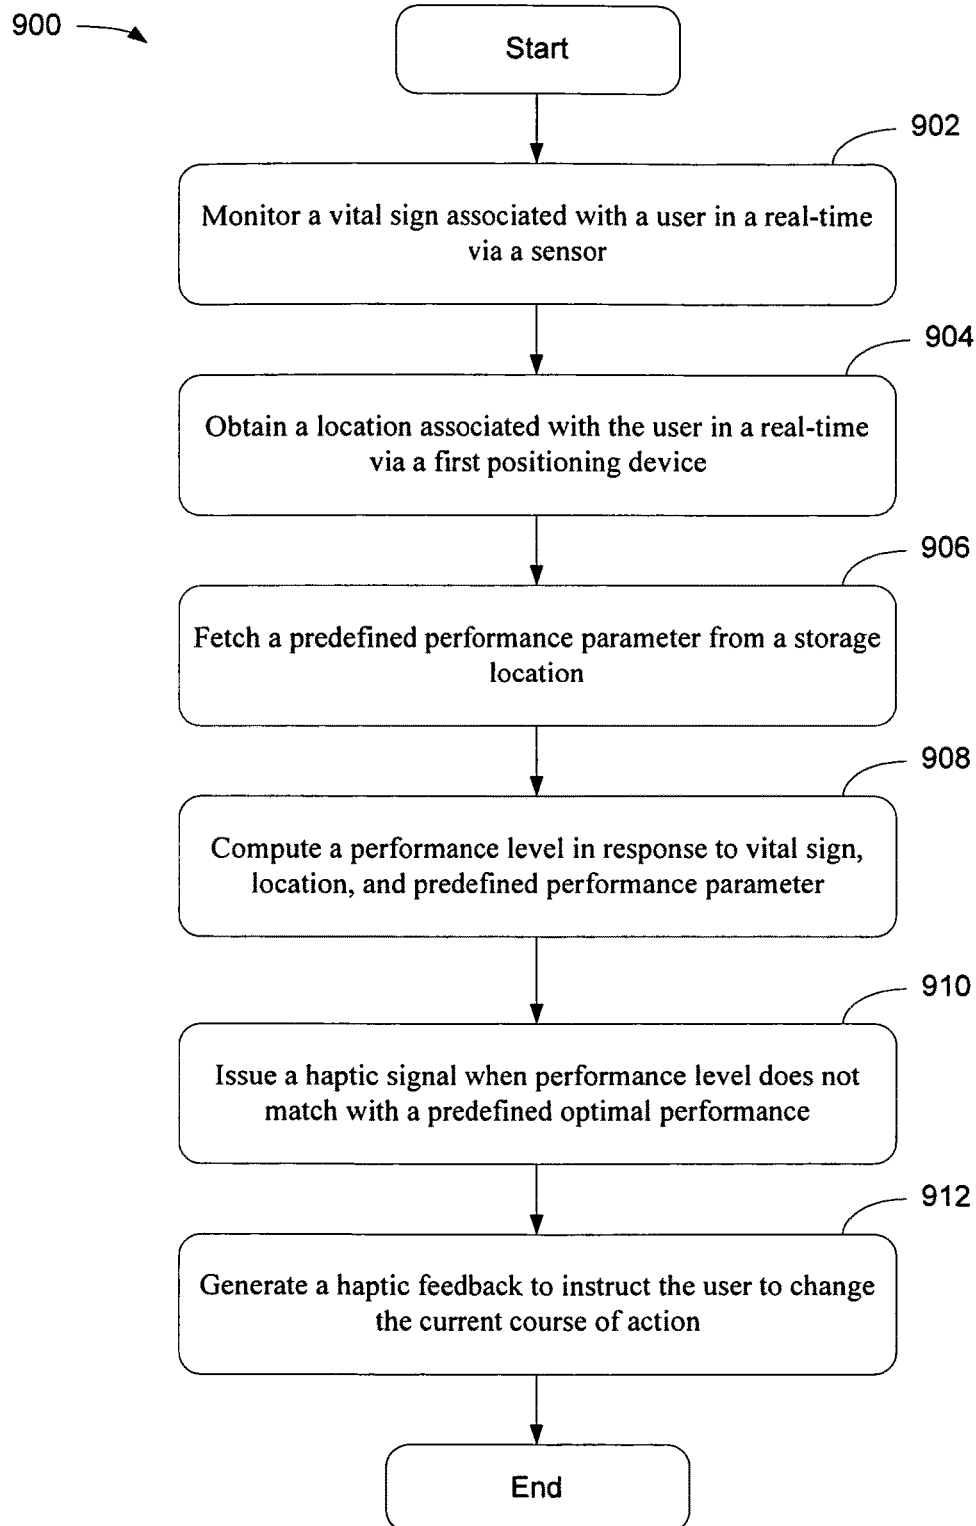 900
Start
902
Monitor a vital sign associated with a user in a real-time
via a sensor
904
Obtain a location associated with the user in a real-time
via a first positioning device
906
Fetch a predefined performance parameter from a storage
location
908
Compute a performance level in response to vital sign,
location, and predefined performance parameter
910
Issue a haptic signal when performance level does not
match with a predefined optimal performance
912
Generate a haptic feedback to instruct the user to change
the current course of action
End